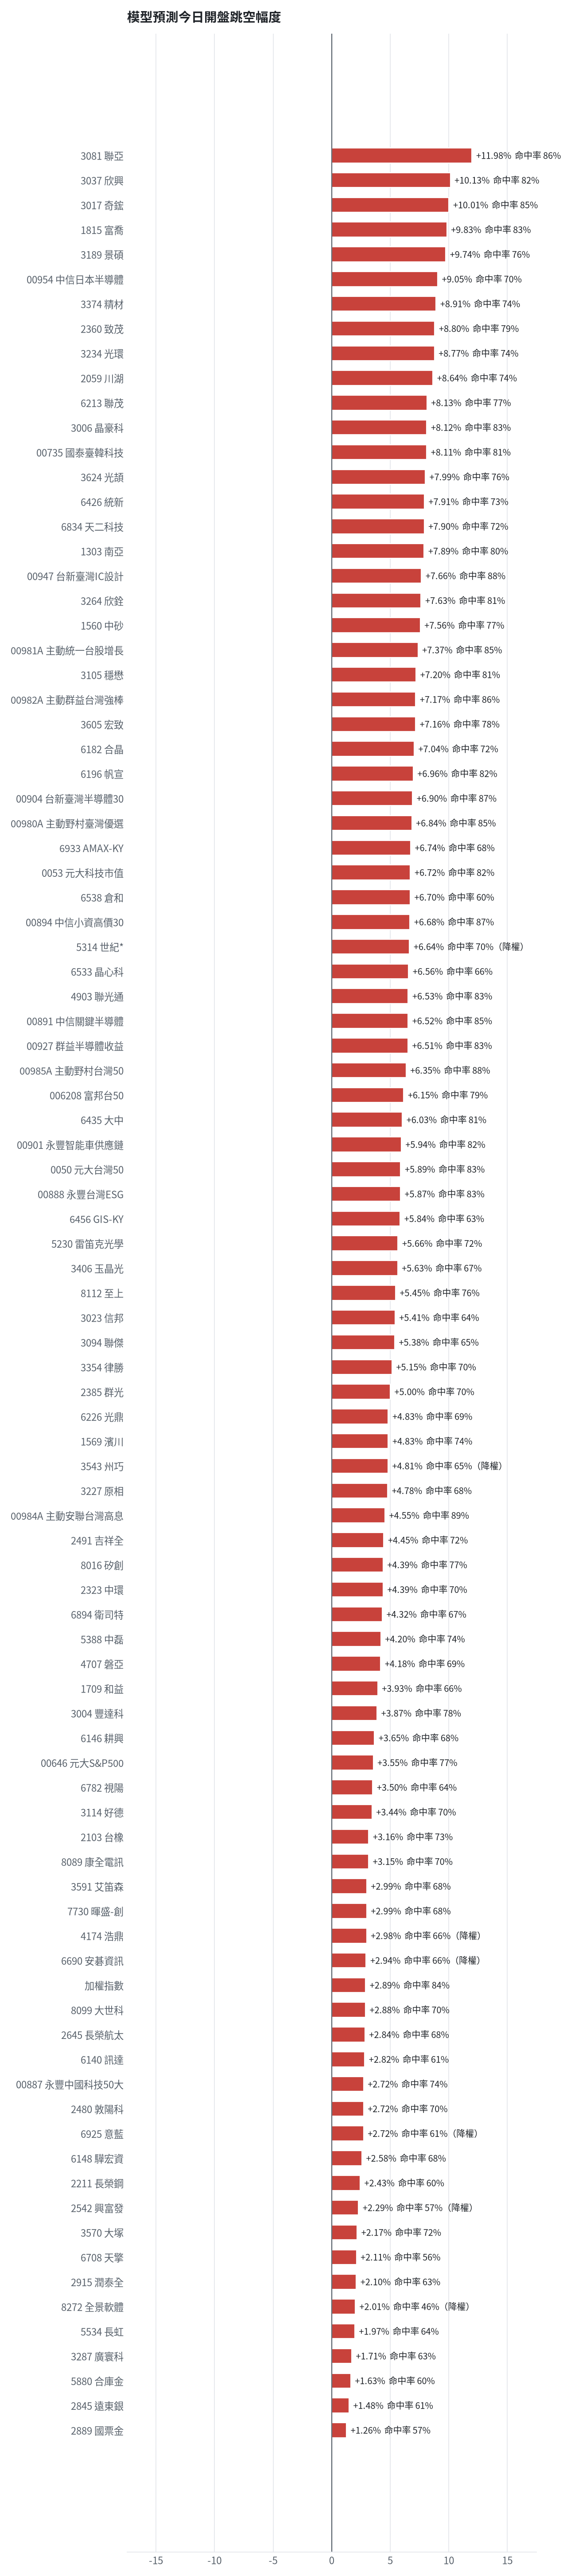 模型預測今日開盤跳空幅度
3081 聯亞 +11.98% 命中率 86%
3037 欣興 +10.13% 命中率 82%
3017 奇鋐 +10.01% 命中率 85%
1815 富喬 +9.83% 命中率 83%
3189 景碩 +9.74% 命中率 76%
00954 中信日本半導體 +9.05% 命中率 70%
3374 精材 +8.91% 命中率 74%
2360 致茂 +8.80% 命中率 79%
3234 光環 +8.77% 命中率 74%
2059 川湖 +8.64% 命中率 74%
6213 聯茂 +8.13% 命中率 77%
3006 晶豪科 +8.12% 命中率 83%
00735 國泰臺韓科技 +8.11% 命中率 81%
3624 光頡 +7.99% 命中率 76%
6426 統新 +7.91% 命中率 73%
6834 天二科技 +7.90% 命中率 72%
1303 南亞 +7.89% 命中率 80%
00947 台新臺灣IC設計 +7.66% 命中率 88%
3264 欣銓 +7.63% 命中率 81%
1560 中砂 +7.56% 命中率 77%
00981A 主動統一台股增長 +7.37% 命中率 85%
3105 穩懋 +7.20% 命中率 81%
00982A 主動群益台灣強棒 +7.17% 命中率 86%
3605 宏致 +7.16% 命中率 78%
6182 合晶 +7.04% 命中率 72%
6196 帆宣 +6.96% 命中率 82%
00904 台新臺灣半導體30 +6.90% 命中率 87%
00980A 主動野村臺灣優選 +6.84% 命中率 85%
6933 AMAX-KY +6.74% 命中率 68%
0053 元大科技市值 +6.72% 命中率 82%
6538 倉和 +6.70% 命中率 60%
00894 中信小資高價30 +6.68% 命中率 87%
5314 世紀* +6.64% 命中率 70%（降權）
6533 晶心科 +6.56% 命中率 66%
4903 聯光通 +6.53% 命中率 83%
00891 中信關鍵半導體 +6.52% 命中率 85%
00927 群益半導體收益 +6.51% 命中率 83%
00985A 主動野村台灣50 +6.35% 命中率 88%
006208 富邦台50 +6.15% 命中率 79%
6435 大中 +6.03% 命中率 81%
00901 永豐智能車供應鏈 +5.94% 命中率 82%
0050 元大台灣50 +5.89% 命中率 83%
00888 永豐台灣ESG +5.87% 命中率 83%
6456 GIS-KY +5.84% 命中率 63%
5230 雷笛克光學 +5.66% 命中率 72%
3406 玉晶光 +5.63% 命中率 67%
8112 至上 +5.45% 命中率 76%
3023 信邦 +5.41% 命中率 64%
3094 聯傑 +5.38% 命中率 65%
3354 律勝 +5.15% 命中率 70%
2385 群光 +5.00% 命中率 70%
6226 光鼎 +4.83% 命中率 69%
1569 濱川 +4.83% 命中率 74%
3543 州巧 +4.81% 命中率 65%（降權）
3227 原相 +4.78% 命中率 68%
00984A 主動安聯台灣高息 +4.55% 命中率 89%
2491 吉祥全 +4.45% 命中率 72%
8016 矽創 +4.39% 命中率 77%
2323 中環 +4.39% 命中率 70%
6894 衛司特 +4.32% 命中率 67%
5388 中磊 +4.20% 命中率 74%
4707 磐亞 +4.18% 命中率 69%
1709 和益 +3.93% 命中率 66%
3004 豐達科 +3.87% 命中率 78%
6146 耕興 +3.65% 命中率 68%
00646 元大S&P500 +3.55% 命中率 77%
6782 視陽 +3.50% 命中率 64%
3114 好德 +3.44% 命中率 70%
2103 台橡 +3.16% 命中率 73%
8089 康全電訊 +3.15% 命中率 70%
3591 艾笛森 +2.99% 命中率 68%
7730 暉盛-創 +2.99% 命中率 68%
4174 浩鼎 +2.98% 命中率 66%（降權）
6690 安碁資訊 +2.94% 命中率 66%（降權）
加權指數 +2.89% 命中率 84%
8099 大世科 +2.88% 命中率 70%
2645 長榮航太 +2.84% 命中率 68%
6140 訊達 +2.82% 命中率 61%
00887 永豐中國科技50大 +2.72% 命中率 74%
2480 敦陽科 +2.72% 命中率 70%
6925 意藍 +2.72% 命中率 61%（降權）
6148 驊宏資 +2.58% 命中率 68%
2211 長榮鋼 +2.43% 命中率 60%
2542 興富發 +2.29% 命中率 57%（降權）
3570 大塚 +2.17% 命中率 72%
6708 天擎 +2.11% 命中率 56%
2915 潤泰全 +2.10% 命中率 63%
8272 全景軟體 +2.01% 命中率 46%（降權）
5534 長虹 +1.97% 命中率 64%
3287 廣寰科 +1.71% 命中率 63%
5880 合庫金 +1.63% 命中率 60%
2845 遠東銀 +1.48% 命中率 61%
2889 國票金 +1.26% 命中率 57%
-15 -10 -5 0 5 10 15